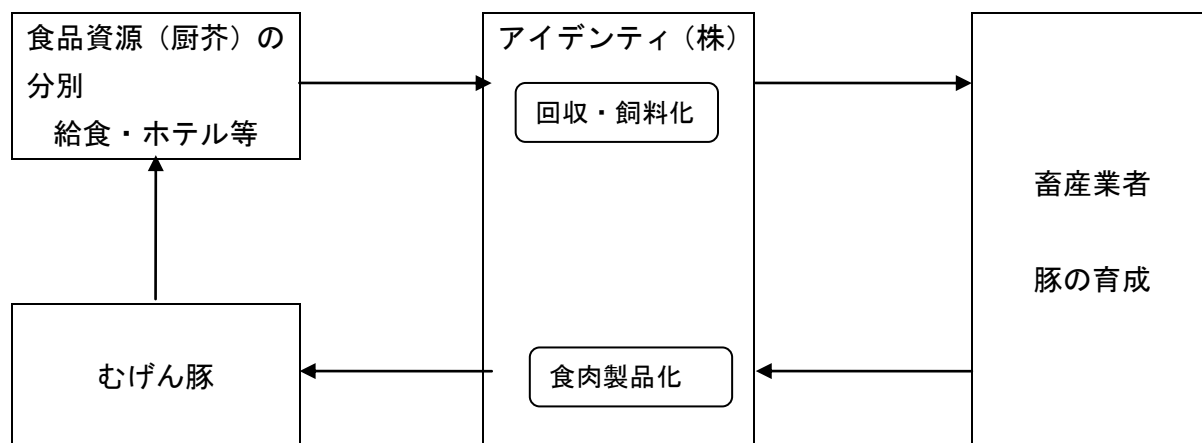 食品資源（厨芥）の
分別
給食・ホテル等
アイデンティ（株）
回収・飼料化
畜産業者
豚の育成
むげん豚
食肉製品化